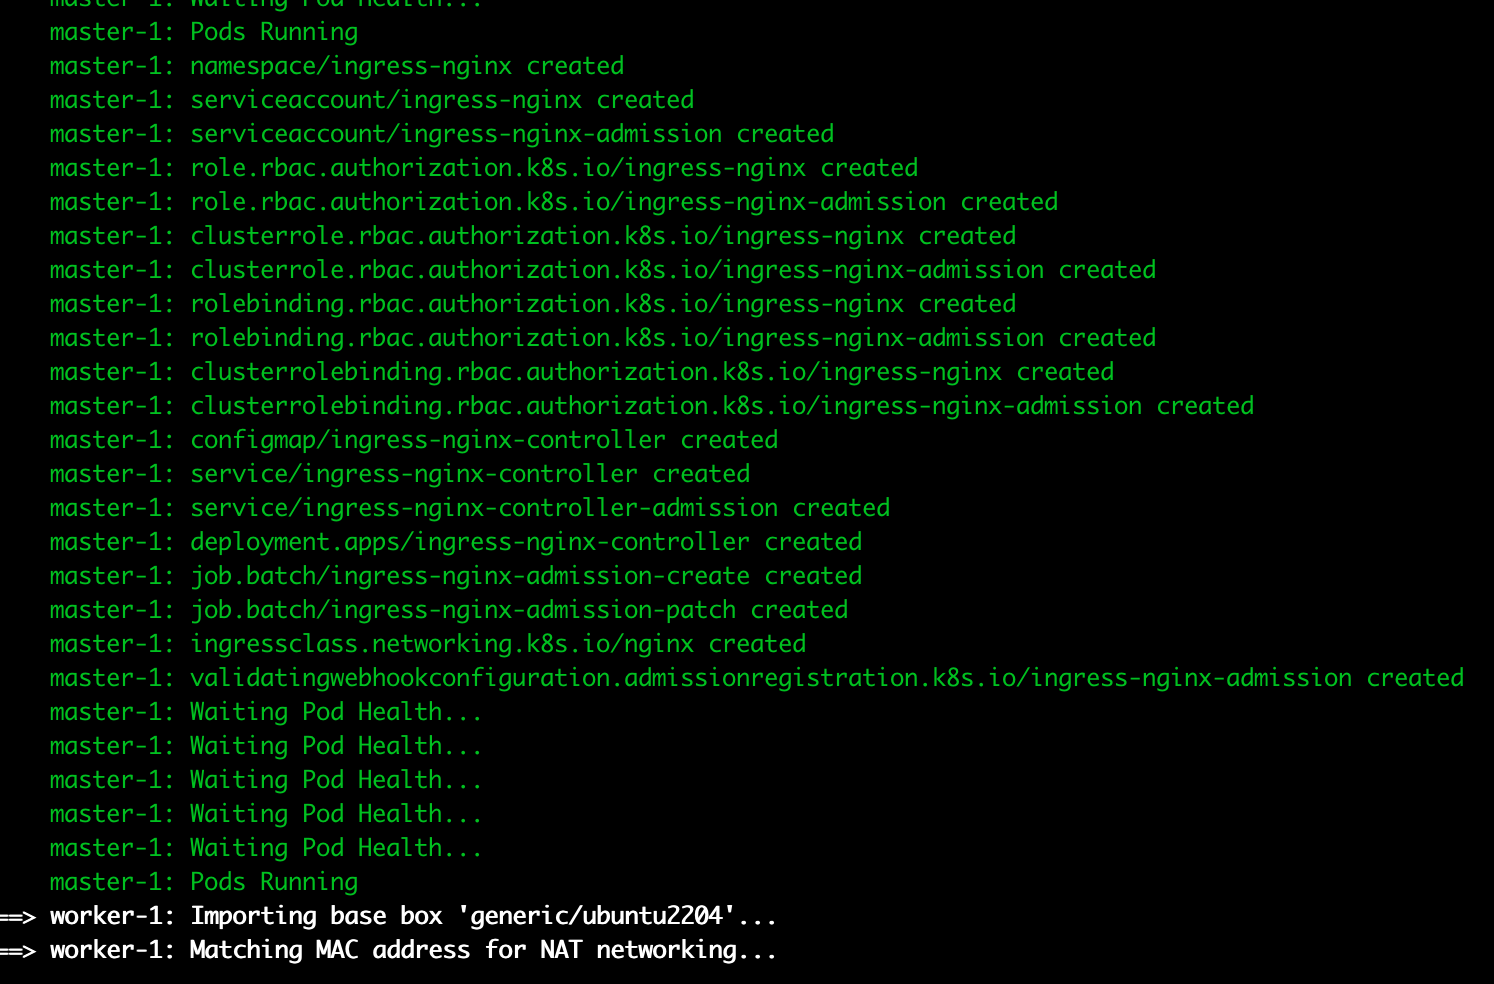 master-1: Waiting Pod Health...
master-1: Pods Running
master-1: namespace/ingress-nginx created
master-1: serviceaccount/ingress-nginx created
master-1: serviceaccount/ingress-nginx-admission created
master-1: role.rbac.authorization.k8s.io/ingress-nginx created
master-1: role.rbac.authorization.k8s.io/ingress-nginx-admission created
master-1: clusterrole.rbac.authorization.k8s.io/ingress-nginx created
master-1: clusterrole.rbac.authorization.k8s.io/ingress-nginx-admission created
master-1: rolebinding.rbac.authorization.k8s.io/ingress-nginx created
master-1: rolebinding.rbac.authorization.k8s.io/ingress-nginx-admission created
master-1: clusterrolebinding.rbac.authorization.k8s.io/ingress-nginx created
master-1: clusterrolebinding.rbac.authorization.k8s.io/ingress-nginx-admission created
master-1: configmap/ingress-nginx-controller created
master-1: service/ingress-nginx-controller created
master-1: service/ingress-nginx-controller-admission created
master-1: deployment.apps/ingress-nginx-controller created
master-1: job.batch/ingress-nginx-admission-create created
master-1: job.batch/ingress-nginx-admission-patch created
master-1: ingressclass.networking.k8s.io/nginx created
master-1: validatingwebhookconfiguration.admissionregistration.k8s.io/ingress-nginx-admission created
master-1: Waiting Pod Health...
master-1: Waiting Pod Health...
master-1: Waiting Pod Health...
master-1: Waiting Pod Health...
master-1: Waiting Pod Health...
master-1: Pods Running
==> worker-1: Importing base box 'generic/ubuntu2204'...
==> worker-1: Matching MAC address for NAT networking...